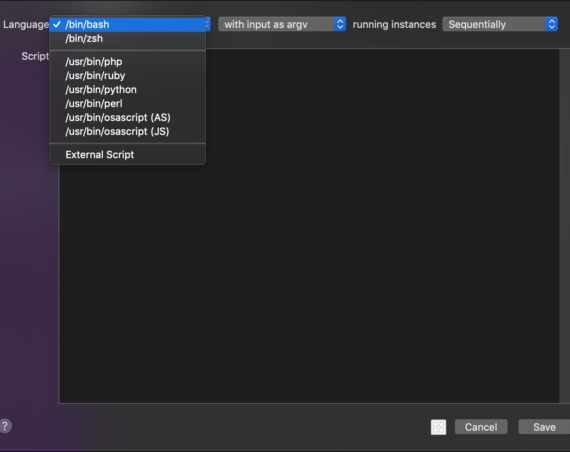 Language ✓ /bin/bash with input as argv running instances Sequentially
/bin/zsh
Script
/usr/bin/php
/usr/bin/ruby
/usr/bin/python
/usr/bin/perl
/usr/bin/osascript (AS)
/usr/bin/osascript (JS)
External Script
? Cancel Save